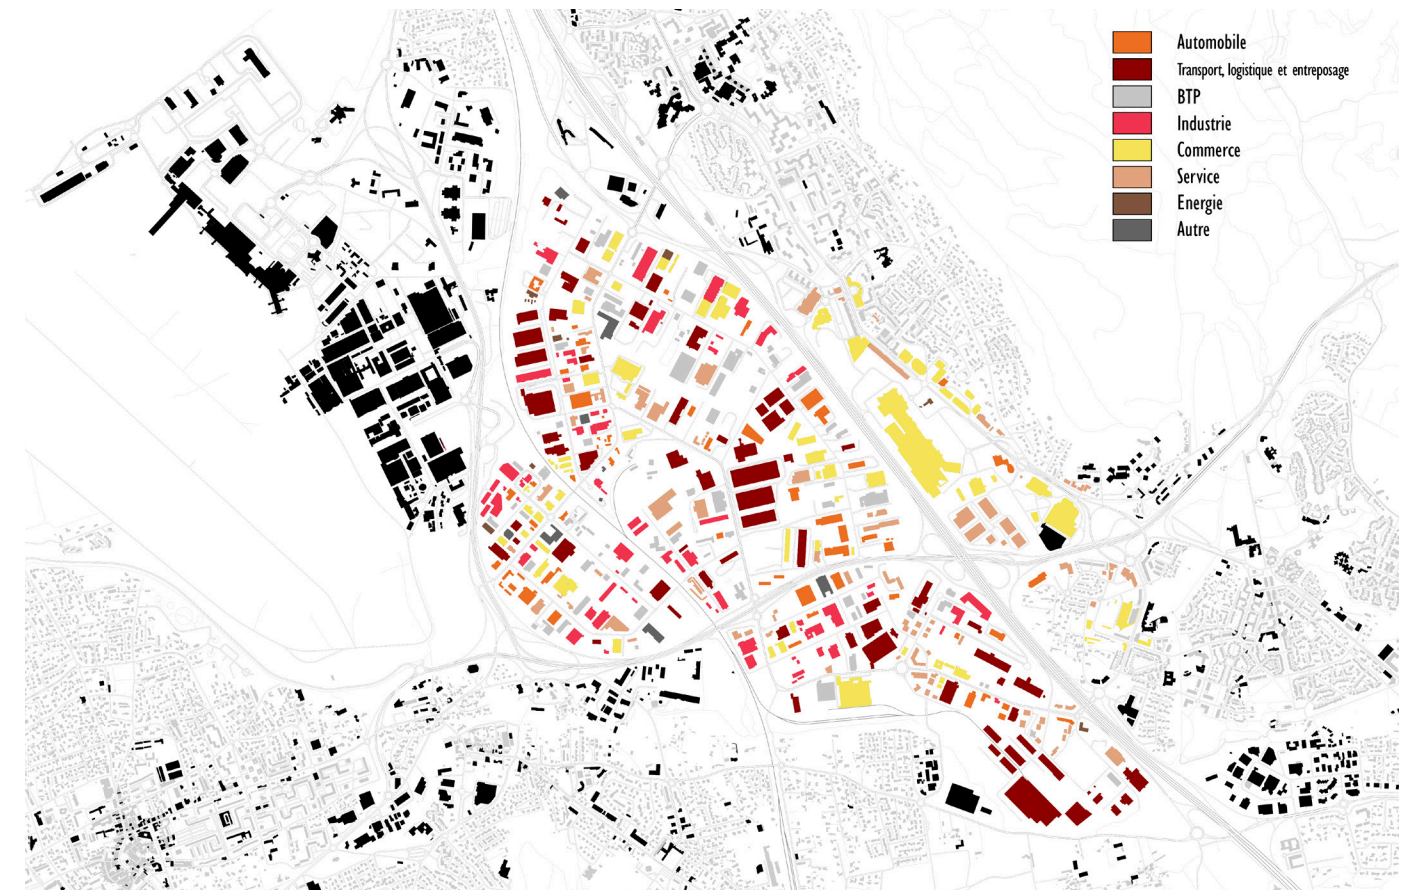 Automobile
Transport, logistique et entreposage
BTP
Industrie
Commerce
Service
Energie
Autre